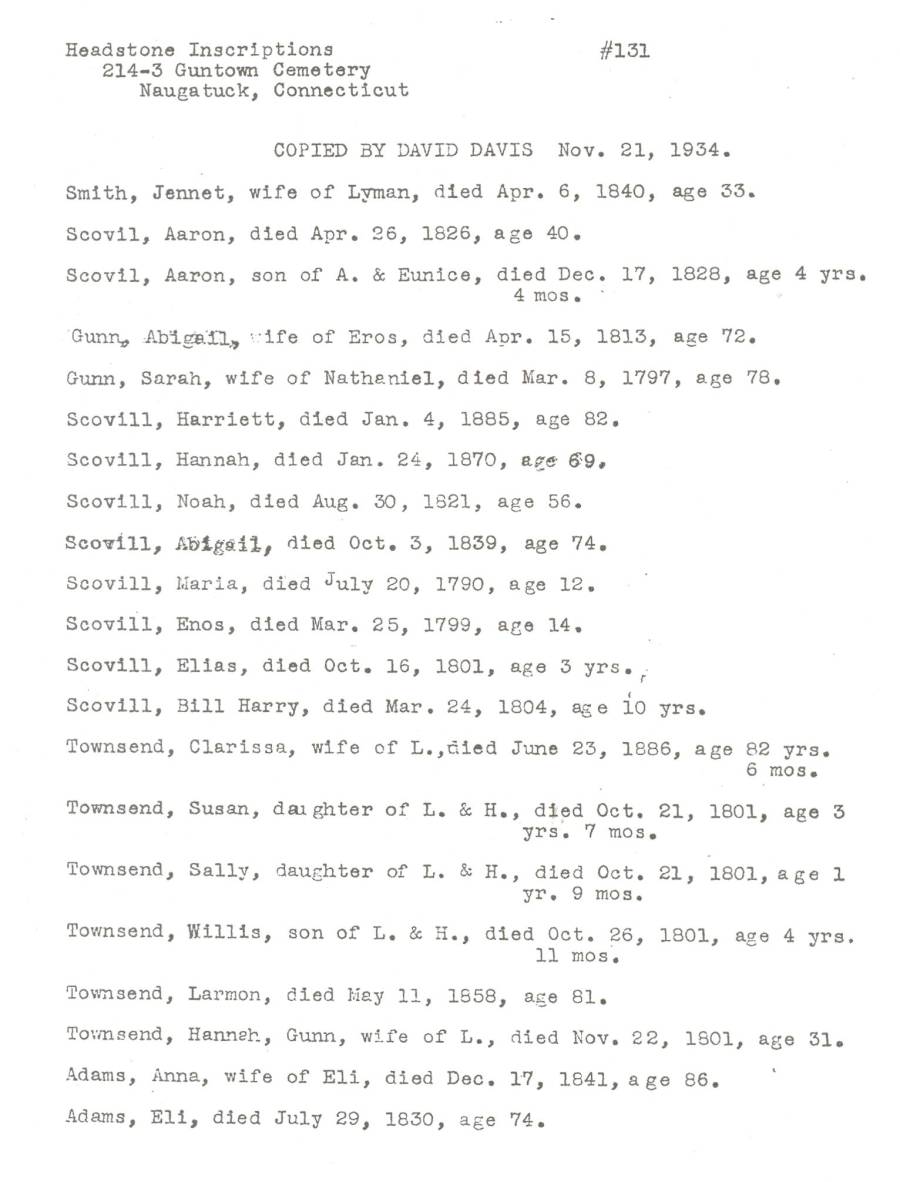 Headstone Inscriptions #131
214-3 Guntown Cemetery
Naugatuck, Connecticut
COPIED BY DAVID DAVIS Nov. 21, 1934.
Smith, Jennet, wife of Lyman, died Apr. 6, 1840, age 33.
Scovil, Aaron, died Apr. 26, 1826, age 40.
Scovil, Aaron, son of A. & Eunice, died Dec. 17, 1828, age 4 yrs.
4 mos.
Gunn, Abigail, wife of Eros, died Apr. 15, 1813, age 72.
Gunn, Sarah, wife of Nathaniel, died Mar. 8, 1797, age 78.
Scovill, Harriett, died Jan. 4, 1885, age 82.
Scovill, Hannah, died Jan. 24, 1870, age 69.
Scovill, Noah, died Aug. 30, 1821, age 56.
Scovill, Abigail, died Oct. 3, 1839, age 74.
Scovill, Maria, died July 20, 1790, age 12.
Scovill, Enos, died Mar. 25, 1799, age 14.
Scovill, Elias, died Oct. 16, 1801, age 3 yrs.
Scovill, Bill Harry, died Mar. 24, 1804, age 10 yrs.
Townsend, Clarissa, wife of L., died June 23, 1886, age 82 yrs.
6 mos.
Townsend, Susan, daughter of L. & H., died Oct. 21, 1801, age 3
yrs. 7 mos.
Townsend, Sally, daughter of L. & H., died Oct. 21, 1801, age 1
yr. 9 mos.
Townsend, Willis, son of L. & H., died Oct. 26, 1801, age 4 yrs.
11 mos.
Townsend, Larmon, died May 11, 1858, age 81.
Townsend, Hannah, Gunn, wife of L., died Nov. 22, 1801, age 31.
Adams, Anna, wife of Eli, died Dec. 17, 1841, age 86.
Adams, Eli, died July 29, 1830, age 74.